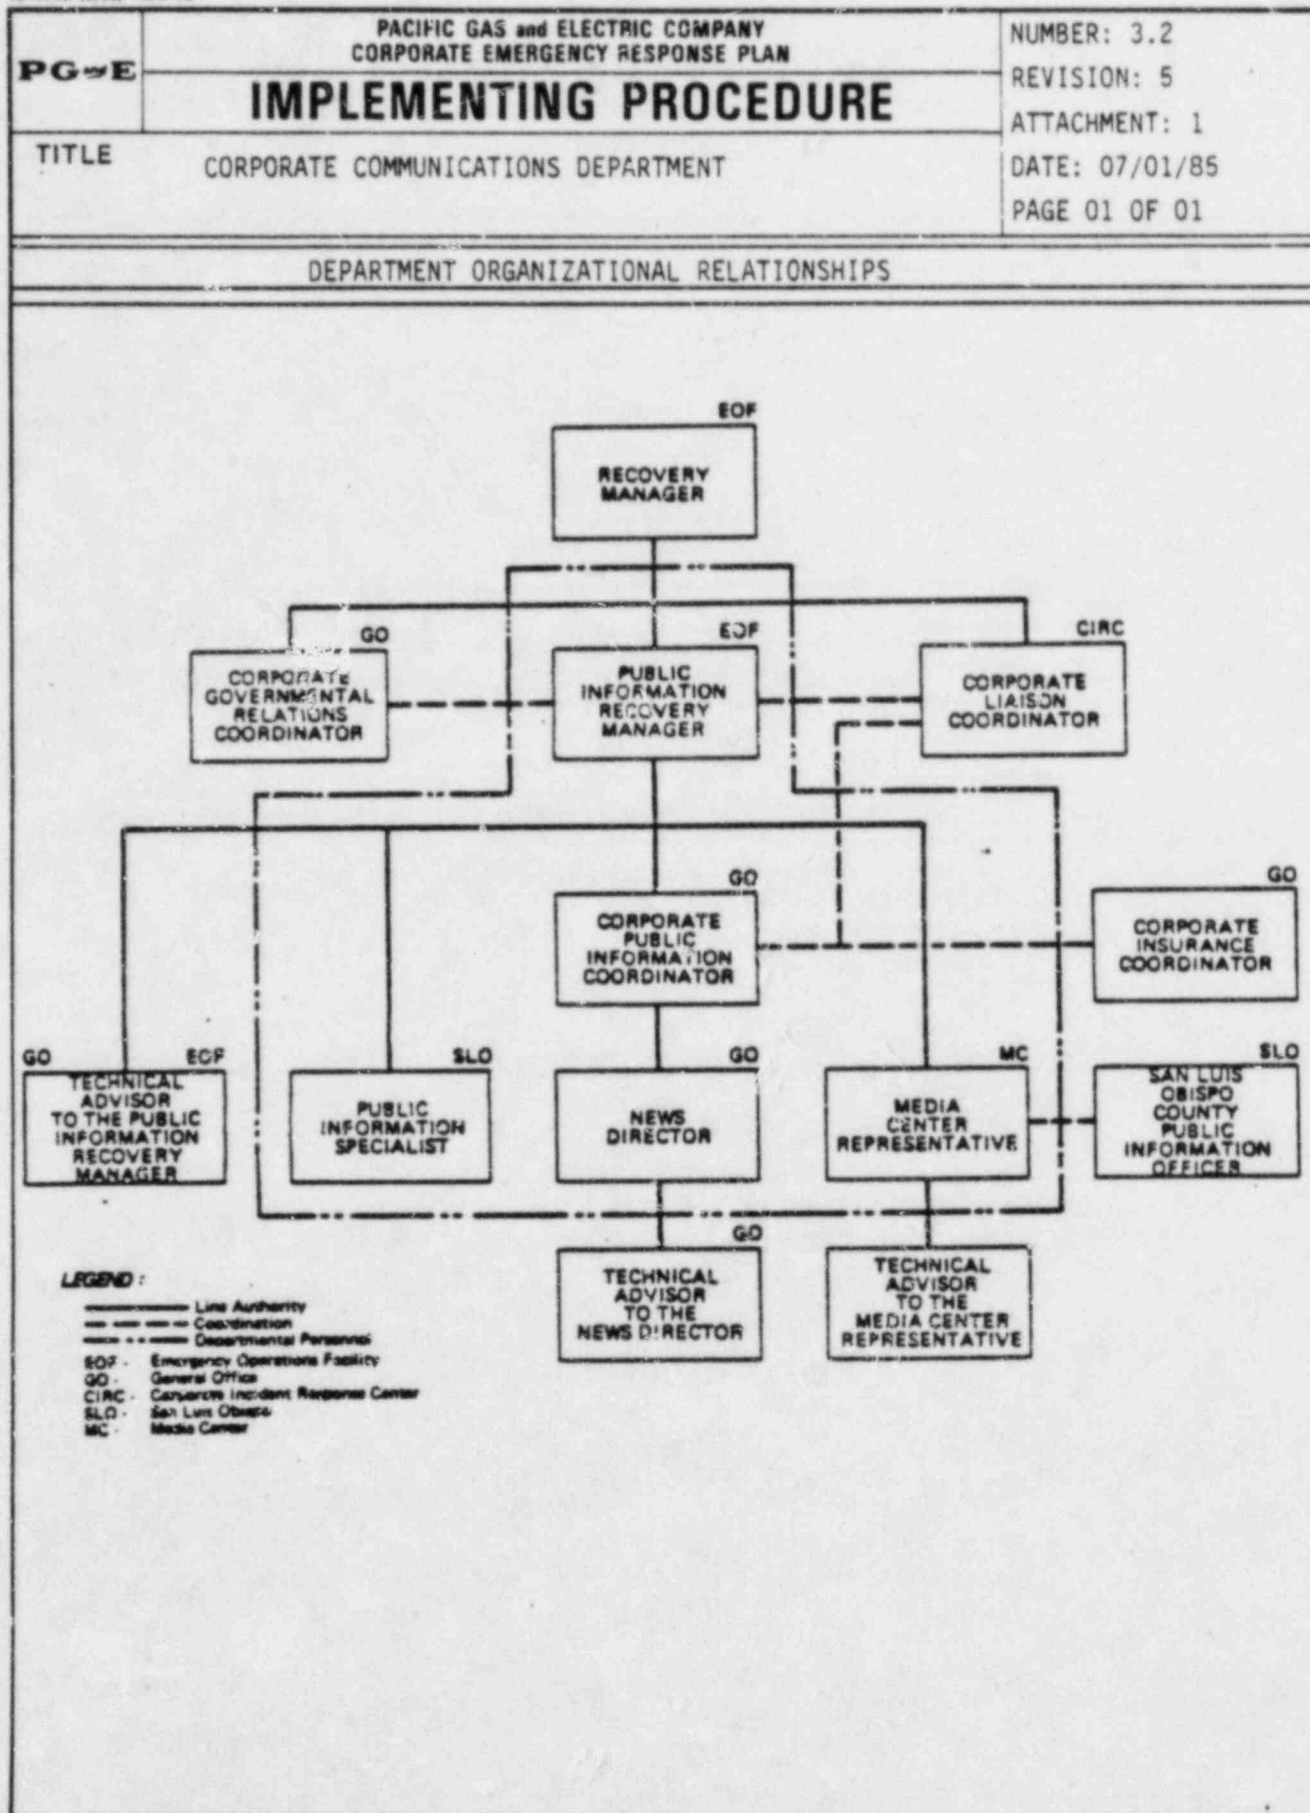 PACIFIC GAS and ELECTRIC COMPANY
CORPORATE EMERGENCY RESPONSE PLAN
PG and E
IMPLEMENTING PROCEDURE
NUMBER: 3.2
REVISION: 5
ATTACHMENT: 1
DATE: 07/01/85
PAGE 01 OF 01
TITLE
CORPORATE COMMUNICATIONS DEPARTMENT
DEPARTMENT ORGANIZATIONAL RELATIONSHIPS
EOF
RECOVERY
MANAGER
GO
CORPORATE
GOVERNMENTAL
RELATIONS
COORDINATOR
EOF
PUBLIC
INFORMATION
RECOVERY
MANAGER
CIRC
CORPORATE
LIAISON
COORDINATOR
GO
CORPORATE
PUBLIC
INFORMATION
COORDINATOR
GO
CORPORATE
INSURANCE
COORDINATOR
GO EOF
TECHNICAL
ADVISOR
TO THE PUBLIC
INFORMATION
RECOVERY
MANAGER
SLO
PUBLIC
INFORMATION
SPECIALIST
GO
NEWS
DIRECTOR
MC
MEDIA
CENTER
REPRESENTATIVE
SLO
SAN LUIS
OBISPO
COUNTY
PUBLIC
INFORMATION
OFFICER
GO
TECHNICAL
ADVISOR
TO THE
NEWS DIRECTOR
TECHNICAL
ADVISOR
TO THE
MEDIA CENTER
REPRESENTATIVE
LEGEND:
Line Authority
Coordination
Departmental Personnel
EOF - Emergency Operations Facility
GO - General Office
CIRC - Corporate Incident Response Center
SLO - San Luis Obispo
MC - Media Center